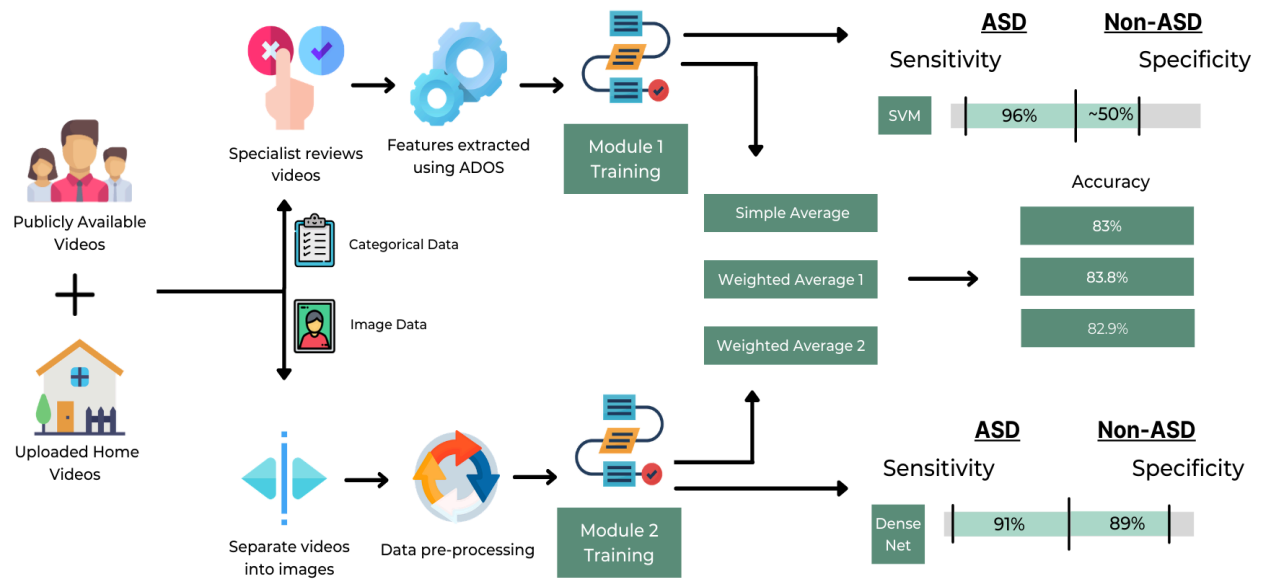 Publicly Available
Videos
Uploaded Home
Videos
Specialist reviews
videos
Features extracted
using ADOS
Module 1
Training
Categorical Data
Image Data
Separate videos
into images
Data pre-processing
Module 2
Training
Simple Average
Weighted Average 1
Weighted Average 2
ASD Non-ASD
Sensitivity Specificity
SVM 96% ~50%
Accuracy
83%
83.8%
82.9%
ASD Non-ASD
Sensitivity Specificity
Dense
Net
91% 89%